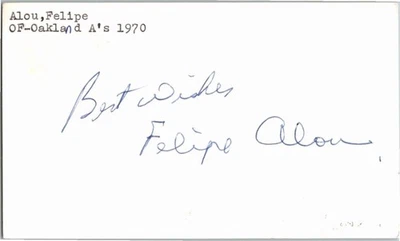 Alou,Felipe
OF-Oakland A's 1970
Best Wishes
Felipe Alou